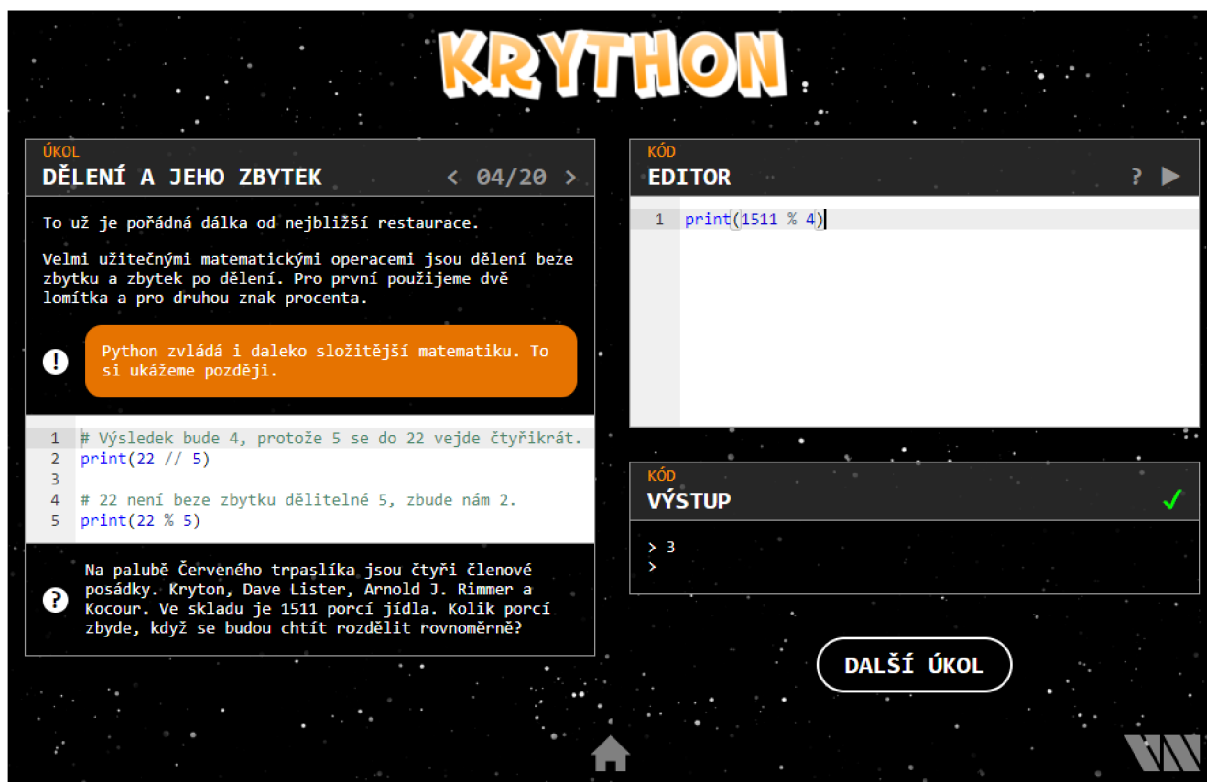 KRYTHON
ÚKOL
DĚLENÍ A JEHO ZBYTEK < 04/20 >
To už je pořádná dálka od nejbližší restaurace.
Velmi užitečnými matematickými operacemi jsou dělení beze
zbytku a zbytek po dělení. Pro první použijeme dvě
lomítka a pro druhou znak procenta.
! Python zvládá i daleko složitější matematiku. To
si ukážeme později.
1 # Výsledek bude 4, protože 5 se do 22 vejde čtyřikrát.
2 print(22 // 5)
3
4 # 22 není beze zbytku dělitelné 5, zbude nám 2.
5 print(22 % 5)
Na palubě Červeného trpaslíka jsou čtyři členové
posádky. Kryton, Dave Lister, Arnold J. Rimmer a
? Kocour. Ve skladu je 1511 porcí jídla. Kolik porcí
zbyde, když se budou chtít rozdělit rovnoměrně?
KÓD
EDITOR ?
1 print(1511 % 4)
KÓD
VÝSTUP ✓
> 3
>
DALŠÍ ÚKOL